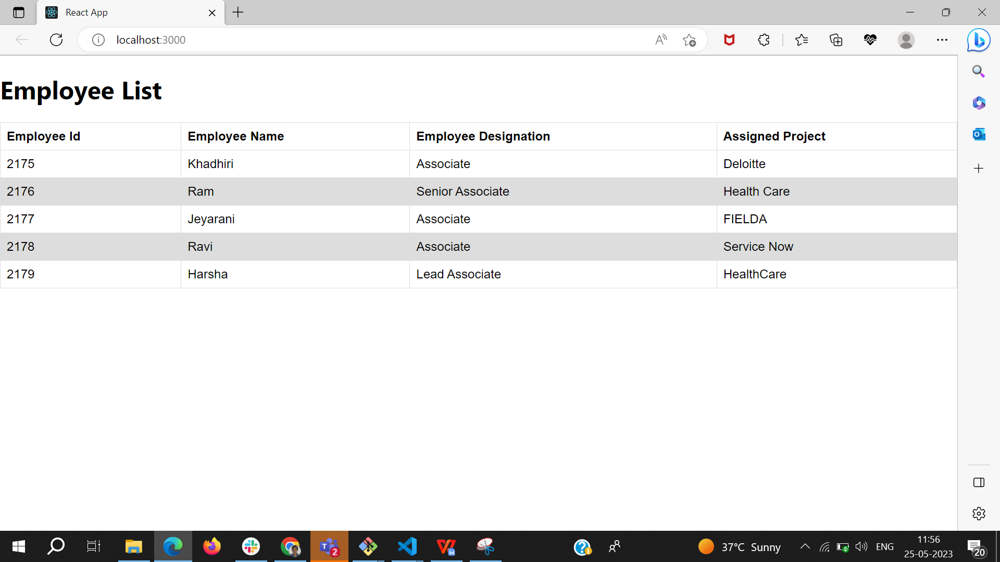 React App
localhost:3000
Employee List
Employee Id Employee Name Employee Designation Assigned Project
2175 Khadhiri Associate Deloitte
2176 Ram Senior Associate Health Care
2177 Jeyarani Associate FIELDA
2178 Ravi Associate Service Now
2179 Harsha Lead Associate HealthCare
2
37°C Sunny
ENG
11:56
25-05-2023
20